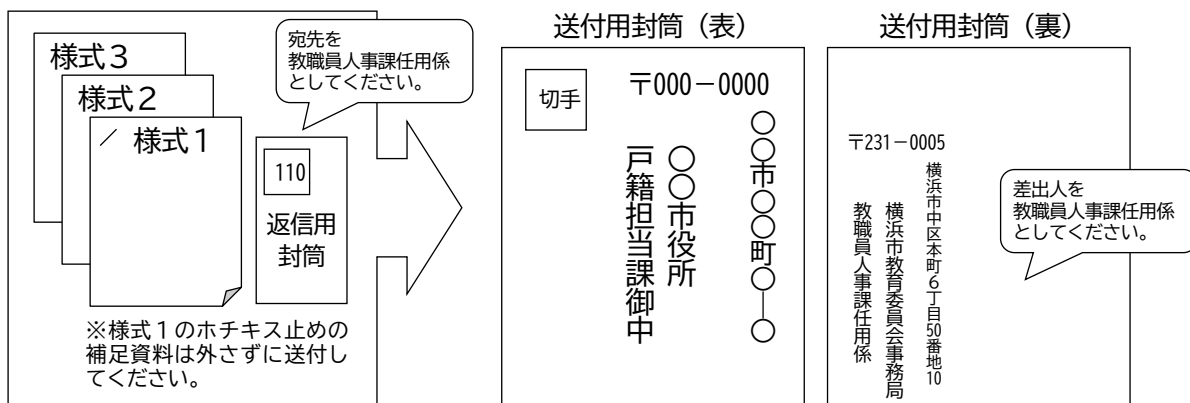 様式3
様式2
様式1
宛先を
教職員人事課任用係
としてください。
110
返信用
封筒
※様式1のホチキス止めの
補足資料は外さずに送付し
てください。
送付用封筒（表）
切手
〒000－0000
○○市○○町○―○
○○市役所
戸籍担当課御中
送付用封筒（裏）
〒231－0005
横浜市中区本町6丁目50番地10
横浜市教育委員会事務局
教職員人事課任用係
差出人を
教職員人事課任用係
としてください。